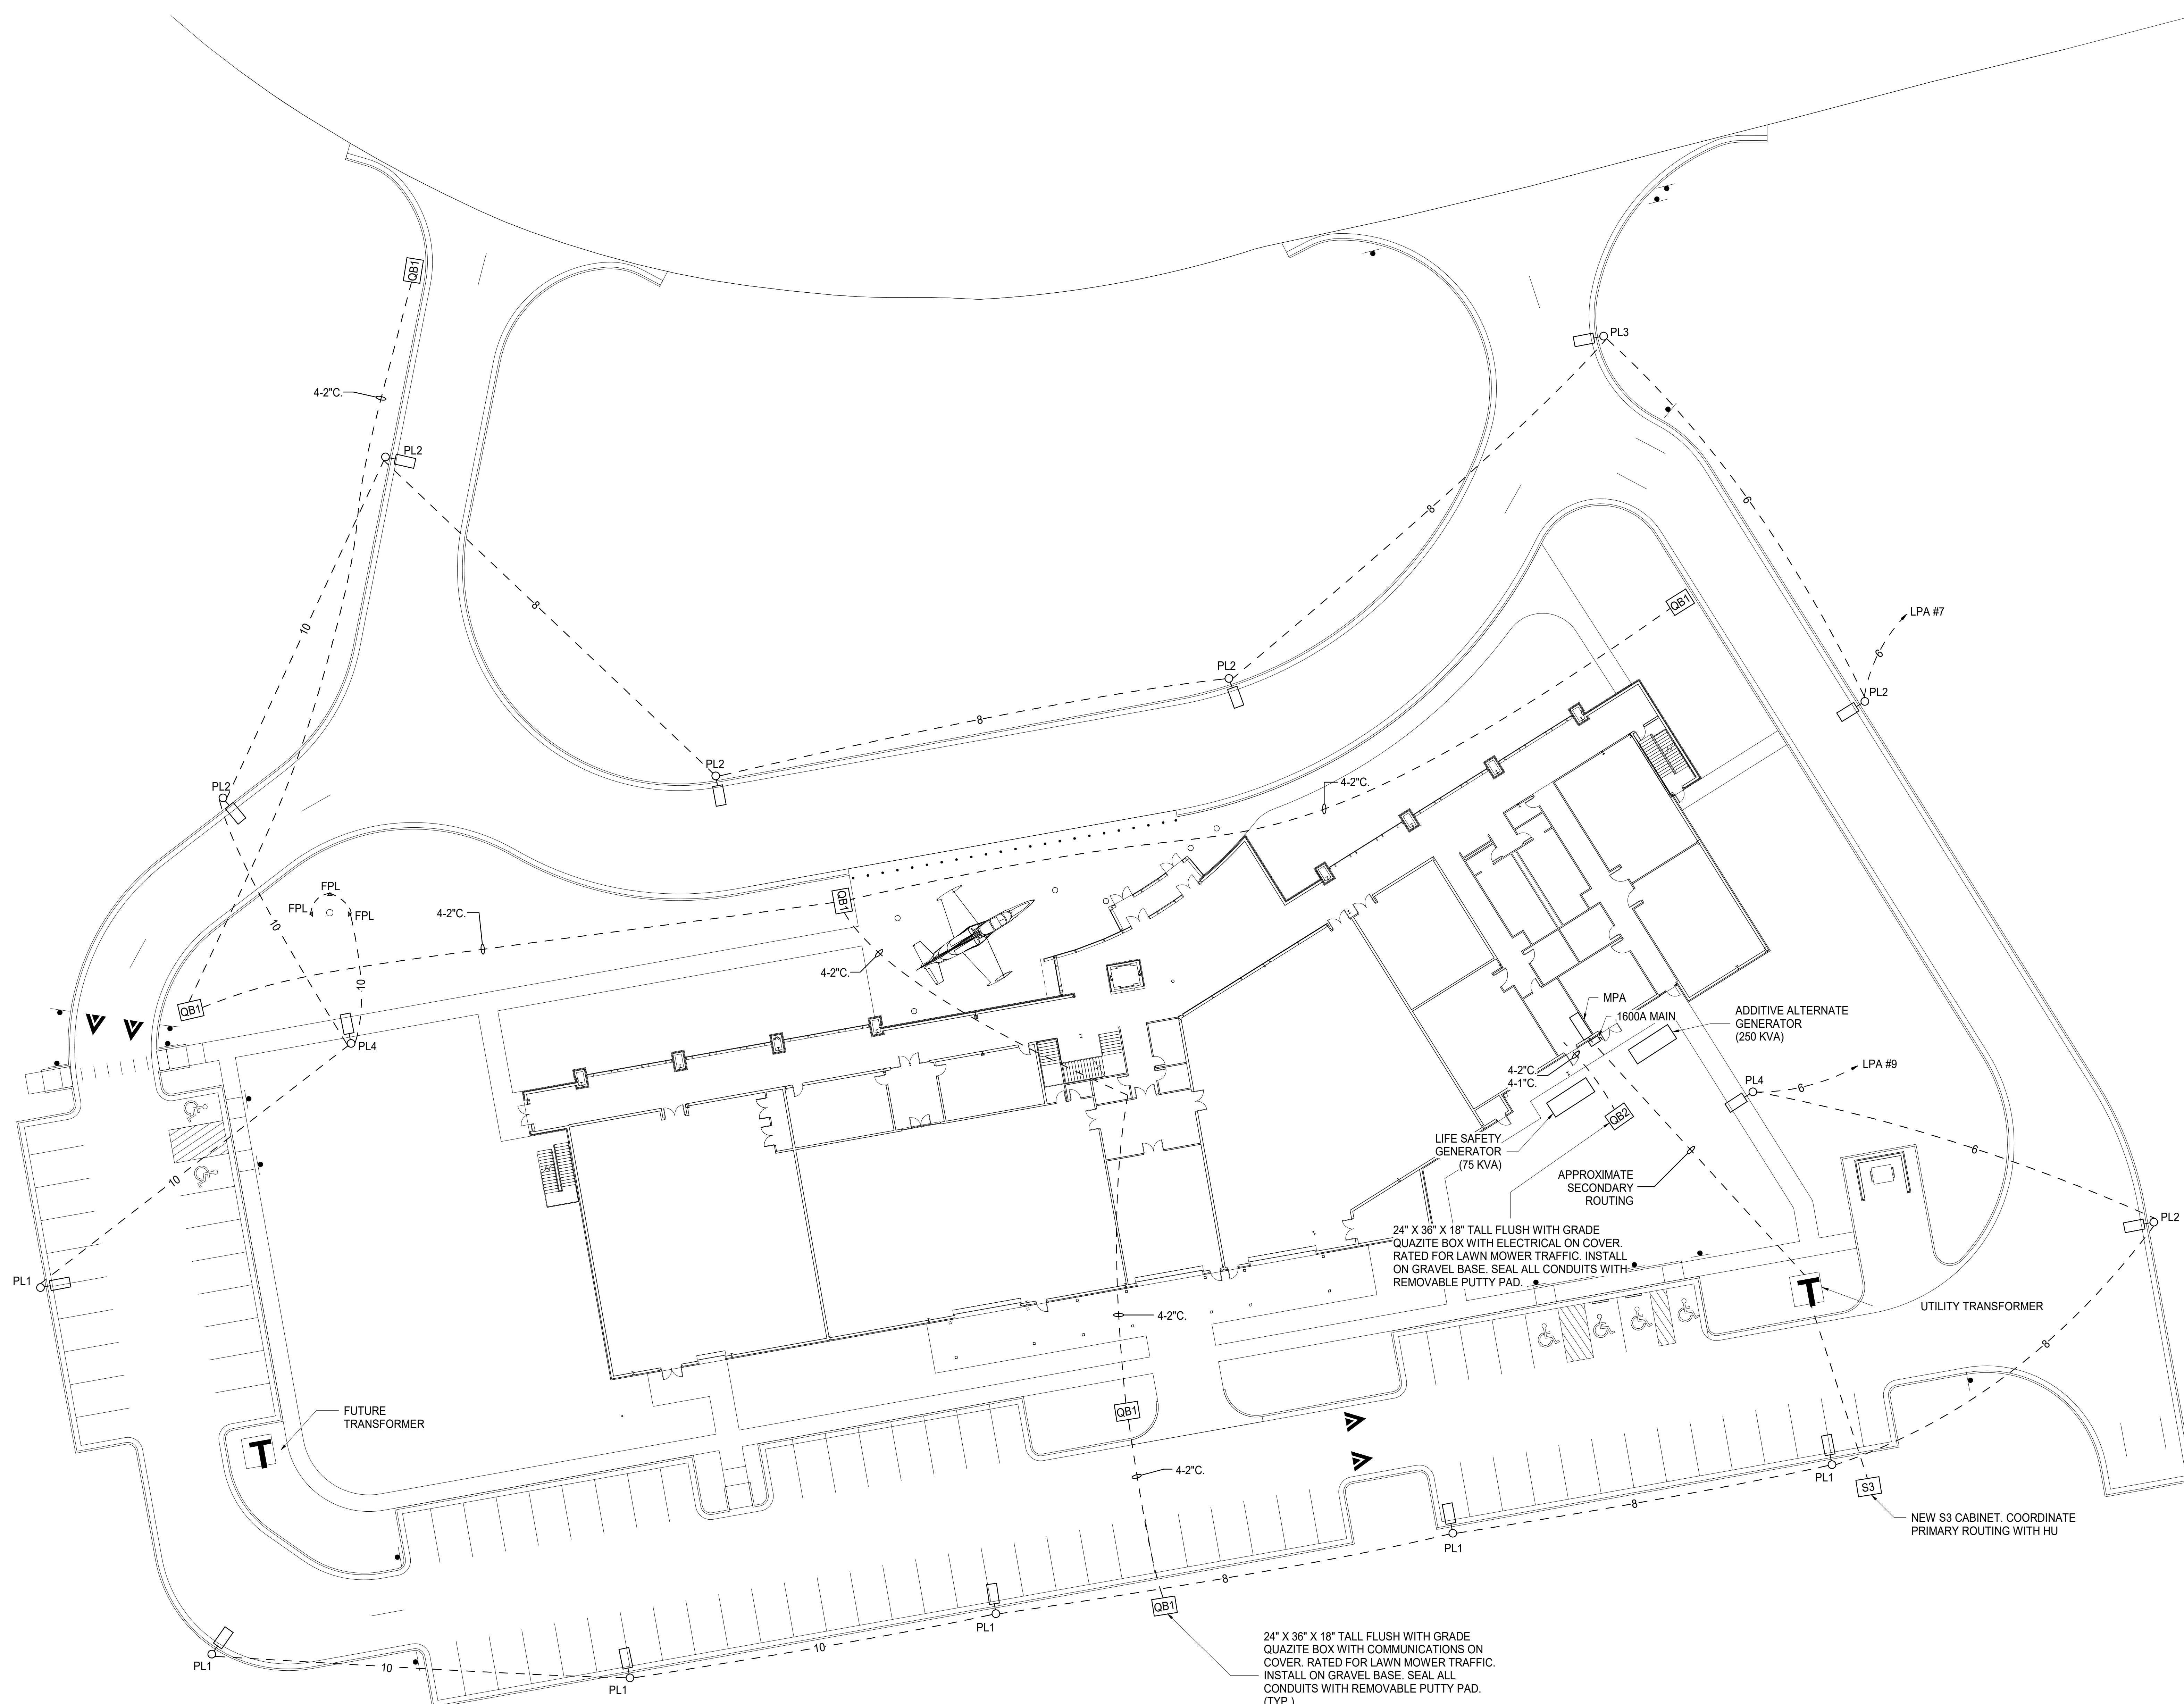 QB1
PL3
4-2"C.
PL2
6
8
QB1
LPA #7
8
10
6
PL2
PL2
8
PL2
4-2"C.
PL2
FPL
FPL
FPL
QB1
4-2"C.
10
4-2"C.
10
MPA
QB1
1600A MAIN
ADDITIVE ALTERNATE
GENERATOR
(250 KVA)
PL4
LPA #9
4-2"C.
4-1"C.
PL4
6
QB2
LIFE SAFETY
GENERATOR
(75 KVA)
6
10
APPROXIMATE
SECONDARY
ROUTING
PL2
24" X 36" X 18" TALL FLUSH WITH GRADE
QUAZITE BOX WITH ELECTRICAL ON COVER.
RATED FOR LAWN MOWER TRAFFIC. INSTALL
ON GRAVEL BASE. SEAL ALL CONDUITS WITH
REMOVABLE PUTTY PAD.
PL1
T
UTILITY TRANSFORMER
4-2"C.
8
FUTURE
TRANSFORMER
QB1
T
4-2"C.
PL1
S3
8
NEW S3 CABINET. COORDINATE
PRIMARY ROUTING WITH HU
PL1
8
QB1
PL1
24" X 36" X 18" TALL FLUSH WITH GRADE
QUAZITE BOX WITH COMMUNICATIONS ON
COVER. RATED FOR LAWN MOWER TRAFFIC.
INSTALL ON GRAVEL BASE. SEAL ALL
CONDUITS WITH REMOVABLE PUTTY PAD.
(TYP.)
10
PL1
10
PL1